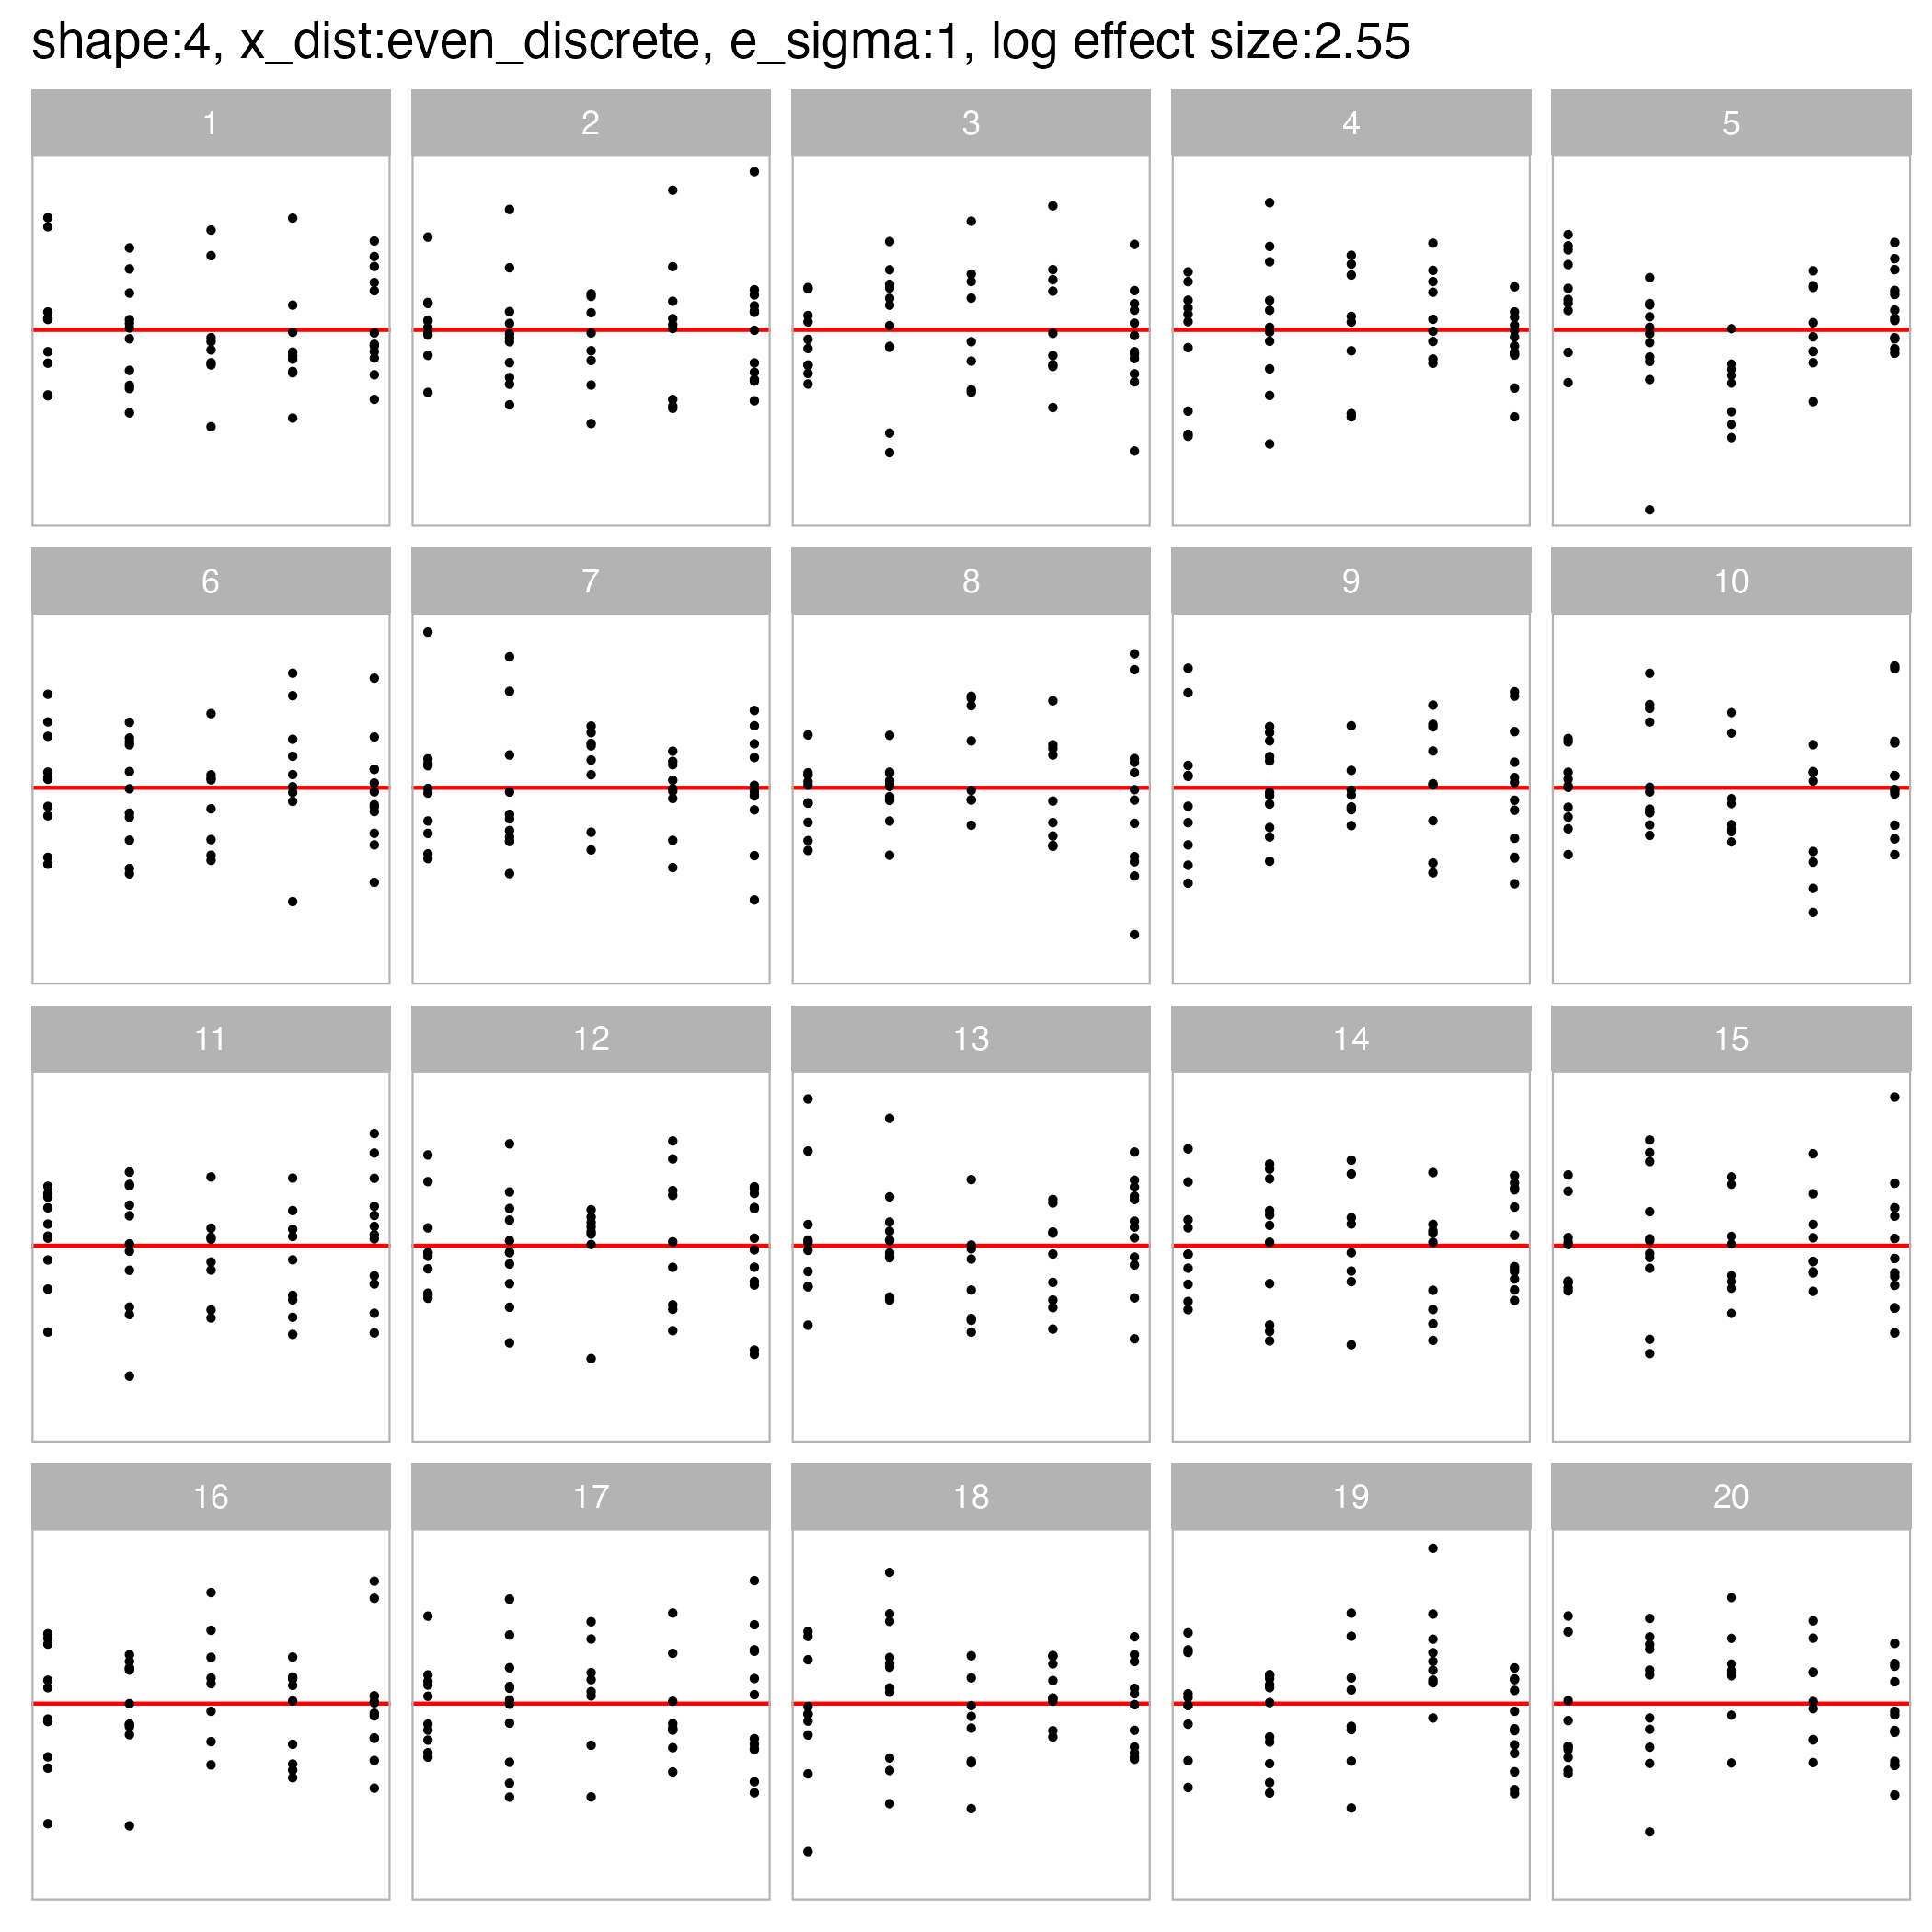 shape:4, x_dist:even_discrete, e_sigma:1, log effect size:2.55
1 2 3 4 5
6 7 8 9 10
11 12 13 14 15
16 17 18 19 20